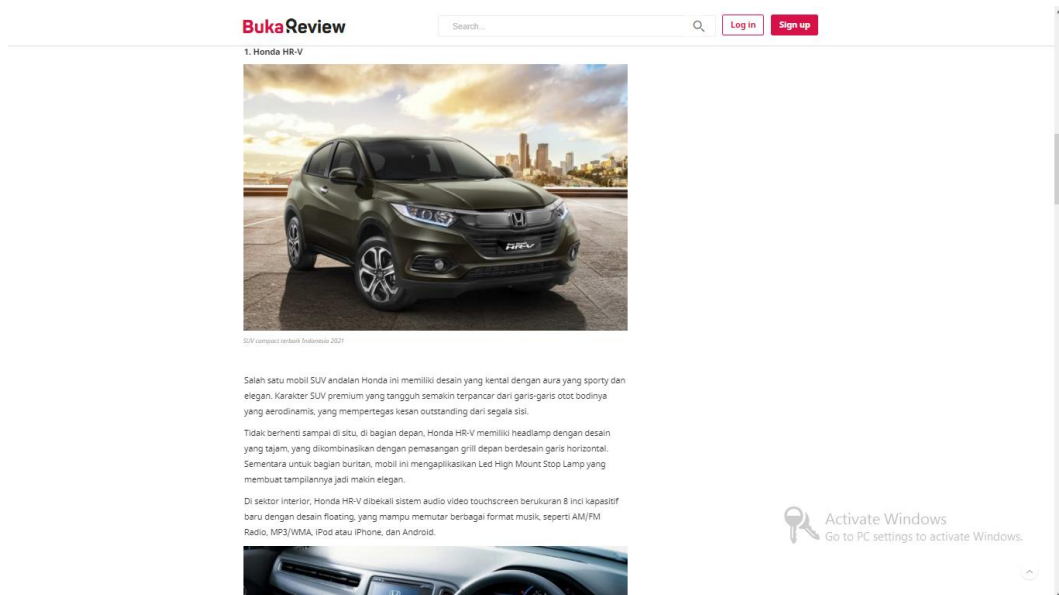 BukaReview
Search...
Log in
Sign up
1. Honda HR-V
HR-V
SUV compact terbaik Indonesia 2021
Salah satu mobil SUV andalan Honda ini memiliki desain yang kental dengan aura yang sporty dan
elegan. Karakter SUV premium yang tangguh semakin terpancar dari garis-garis otot bodinya
yang aerodinamis, yang mempertegas kesan outstanding dari segala sisi.
Tidak berhenti sampai di situ, di bagian depan, Honda HR-V memiliki headlamp dengan desain
yang tajam, yang dikombinasikan dengan pemasangan grill depan berdesain garis horizontal.
Sementara untuk bagian buritan, mobil ini mengaplikasikan Led High Mount Stop Lamp yang
membuat tampilannya jadi makin elegan.
Di sektor interior, Honda HR-V dibekali sistem audio video touchscreen berukuran 8 inci kapasitif
baru dengan desain floating, yang mampu memutar berbagai format musik, seperti AM/FM
Radio, MP3/WMA, iPod atau iPhone, dan Android.
Activate Windows
Go to PC settings to activate Windows.